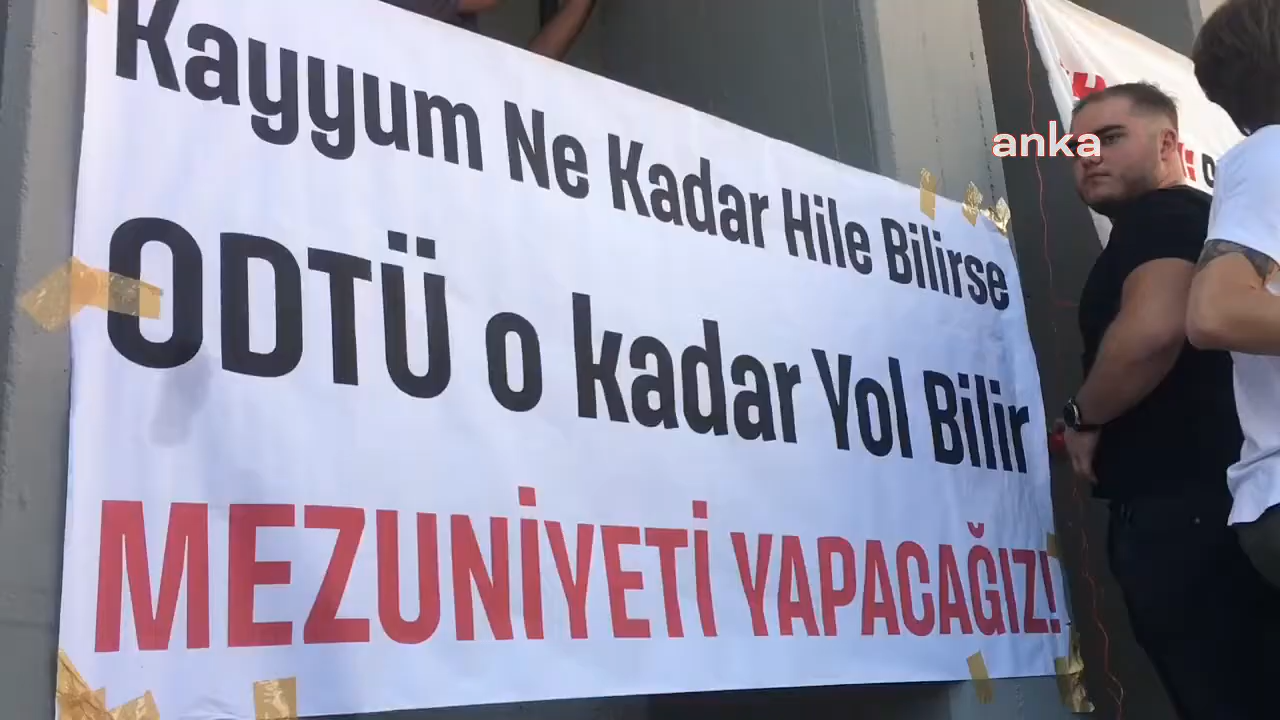 Kayyum Ne Kadar Hile Bilirse
ODTÜ o kadar Yol Bilir
MEZUNİYETİ YAPACAĞIZ!
anka